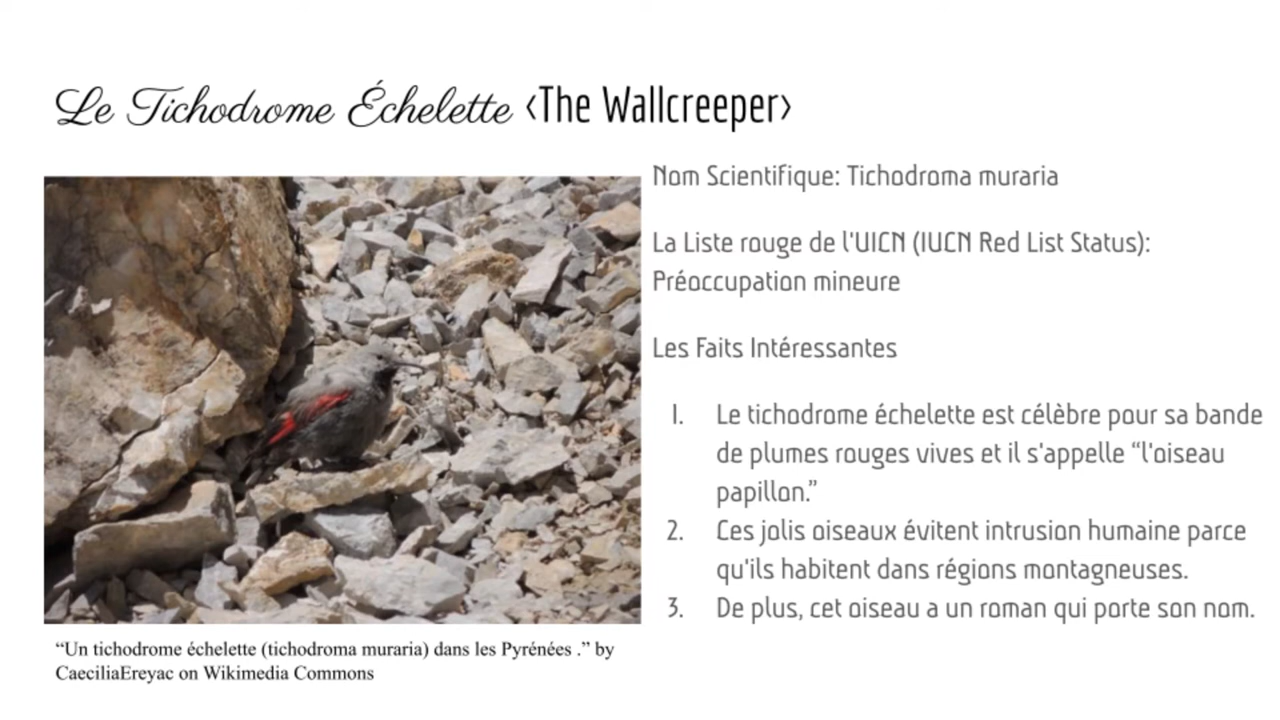 Le Tichodrome Échelette <The Wallcreeper>
Nom Scientifique: Tichodroma muraria
La Liste rouge de l'UICN (IUCN Red List Status):
Préoccupation mineure
Les Faits Intéressantes
1. Le tichodrome échelette est célèbre pour sa bande
de plumes rouges vives et il s'appelle “l'oiseau
papillon.”
2. Ces jolis oiseaux évitent intrusion humaine parce
qu'ils habitent dans régions montagneuses.
3. De plus, cet oiseau a un roman qui porte son nom.
“Un tichodrome échelette (tichodroma muraria) dans les Pyrénées .” by
CaeciliaEreyac on Wikimedia Commons